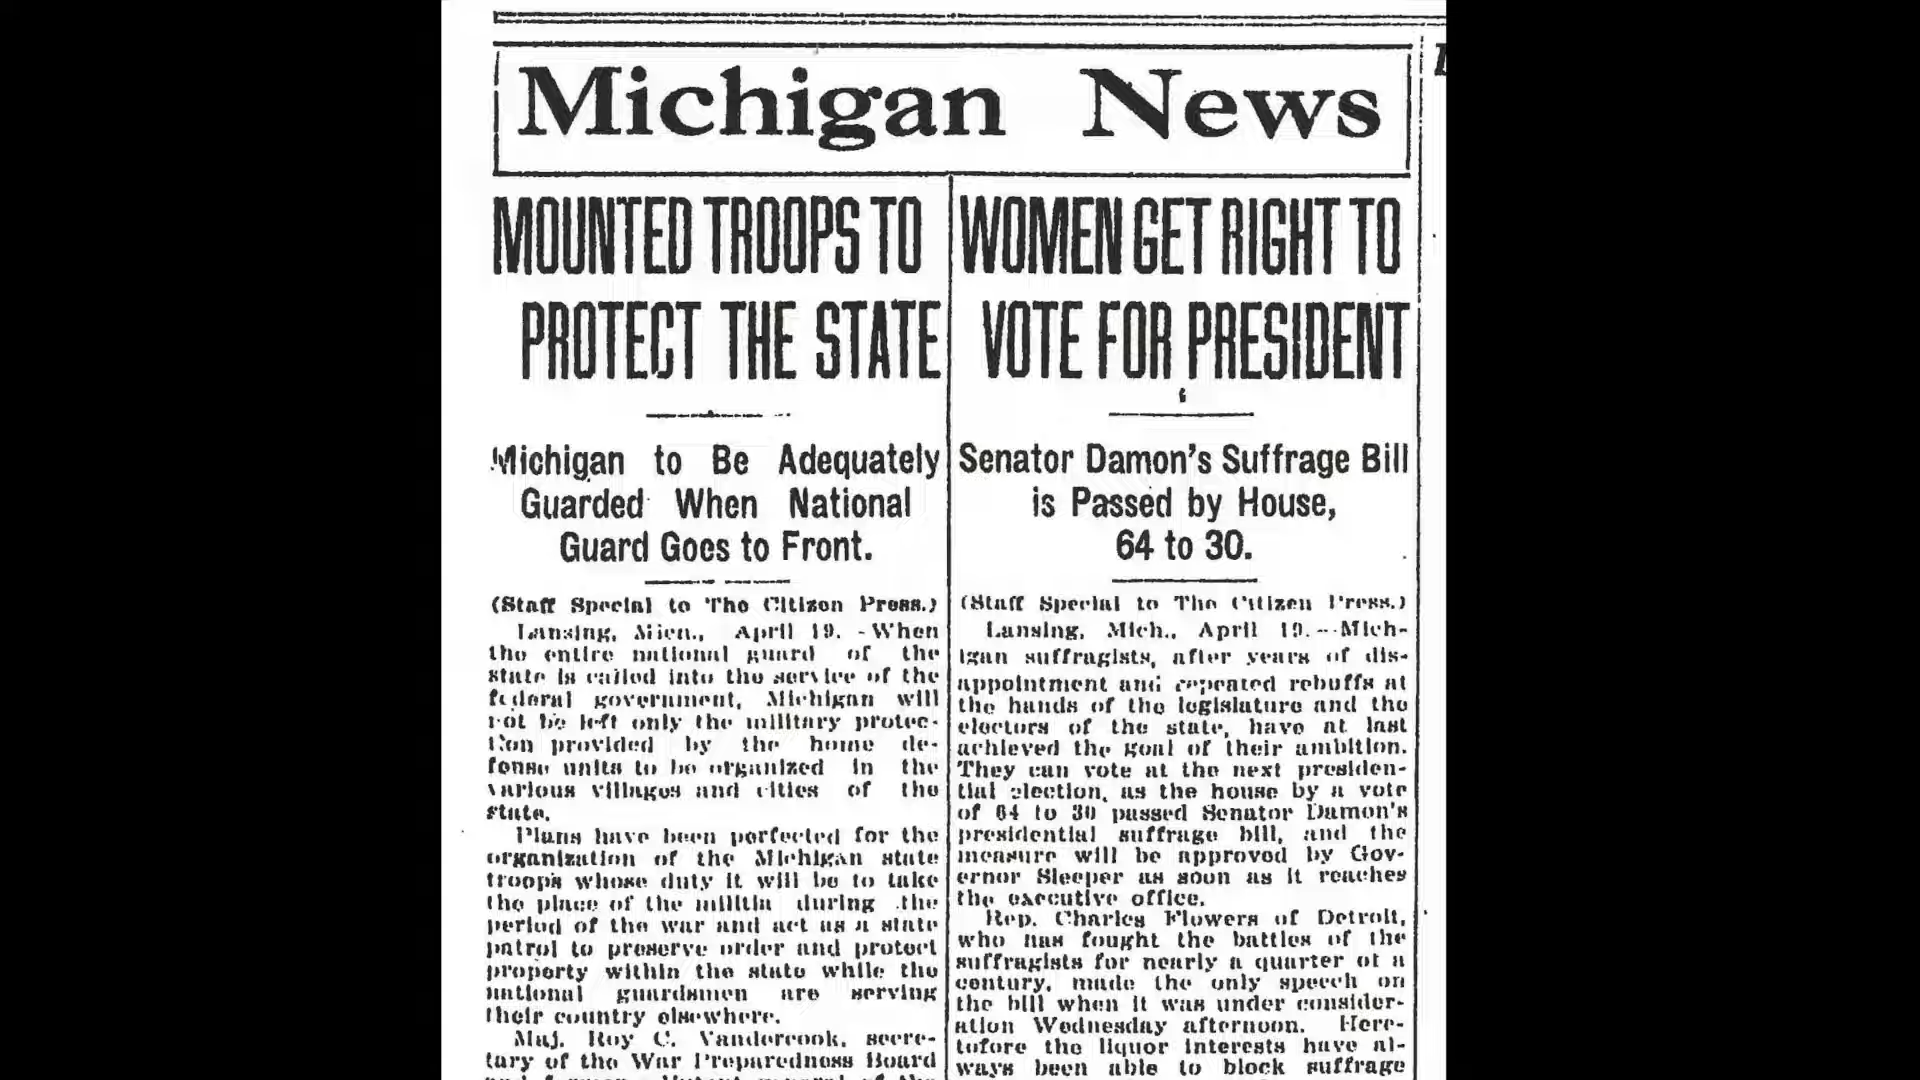 Michigan News
MOUNTED TROOPS TO
PROTECT THE STATE
Michigan to Be Adequately
Guarded When National
Guard Goes to Front.
(Staff Special to The Citizen Press.)
Lansing, Mich., April 19. -When
the entire national guard of the
state is called into the service of the
federal government, Michigan will
not be left only the military protec-
tion provided by the home de-
fense units to be organized in the
various villages and cities of the
state.
Plans have been perfected for the
organization of the Michigan state
troops whose duty it will be to take
the place of the militia during the
period of the war and act as a state
patrol to preserve order and protect
property within the state while the
national guardsmen are serving
their country elsewhere.
Maj. Roy C. Vandercook, secre-
tary of the War Preparedness Board
WOMEN GET RIGHT TO
VOTE FOR PRESIDENT
Senator Damon's Suffrage Bill
is Passed by House,
64 to 30.
(Staff Special to The Citizen Press.)
Lansing, Mich., April 19.--Mich-
igan suffragists, after years of dis-
appointment and repeated rebuffs at
the hands of the legislature and the
electors of the state, have at last
achieved the goal of their ambition.
They can vote at the next presiden-
tial election, as the house by a vote
of 64 to 30 passed Senator Damon's
presidential suffrage bill, and the
measure will be approved by Gov-
ernor Sleeper as soon as it reaches
the executive office.
Rep. Charles Flowers of Detroit,
who has fought the battles of the
suffragists for nearly a quarter of a
century, made the only speech on
the bill when it was under consider-
ation Wednesday afternoon. Here-
tofore the liquor interests have al-
ways been able to block suffrage